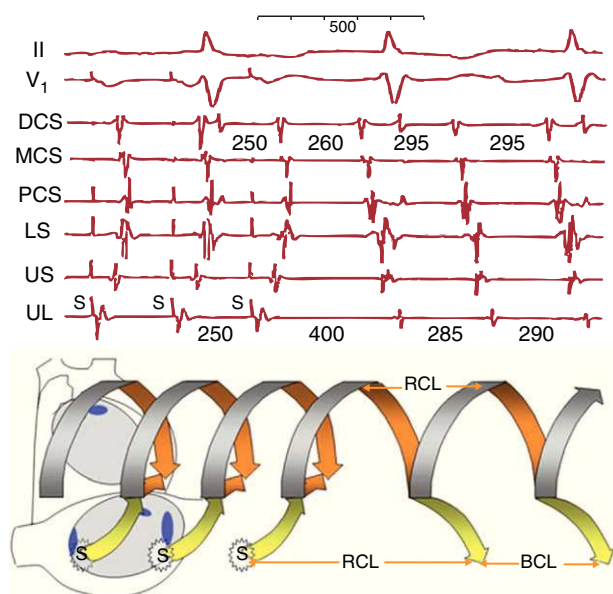 500
II
V1
DCS
250 260 295 295
MCS
PCS
LS
US
S S S
UL
250 400 285 290
RCL
S S S
RCL BCL